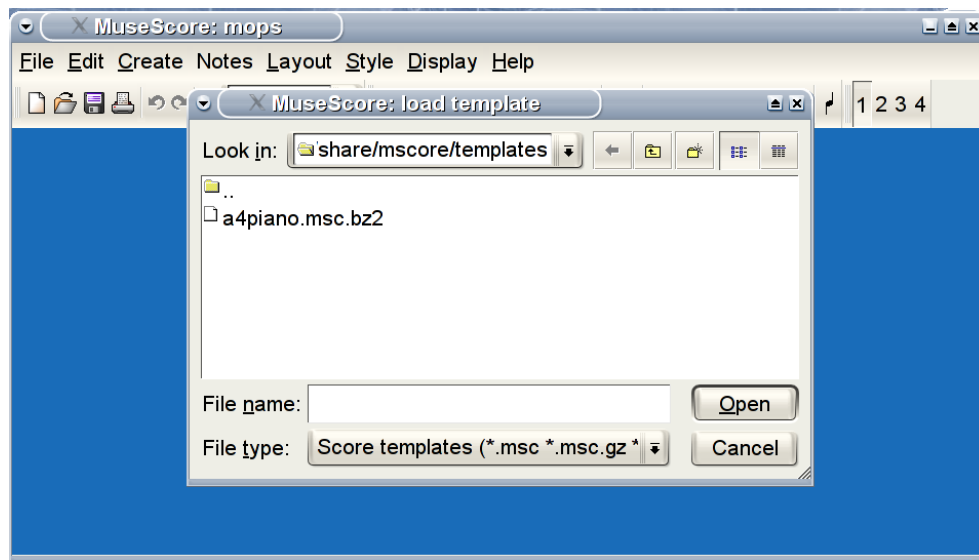 MuseScore: mops
File Edit Create Notes Layout Style Display Help
MuseScore: load template
1 2 3 4
Look in: share/mscore/templates
..
a4piano.msc.bz2
File name:
Open
File type: Score templates (*.msc *.msc.gz *
Cancel